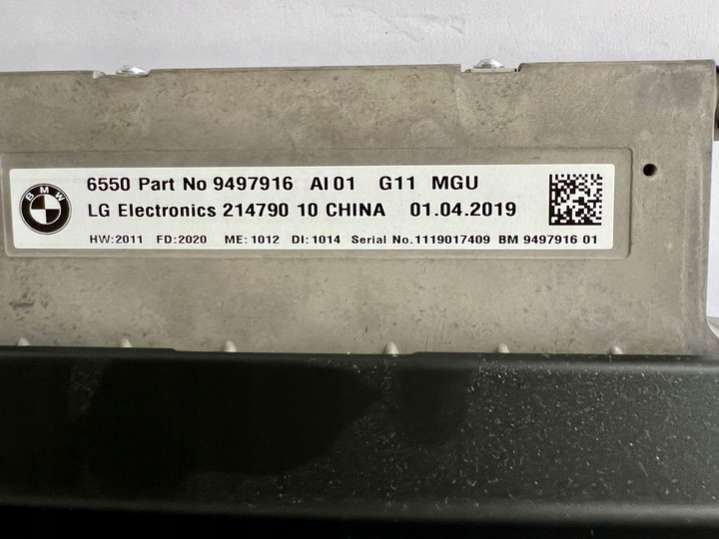 BMW
6550 Part No 9497916 AI 01 G11 MGU
LG Electronics 214790 10 CHINA 01.04.2019
HW:2011 FD:2020 ME:1012 DI:1014 Serial No.1119017409 BM 9497916 01